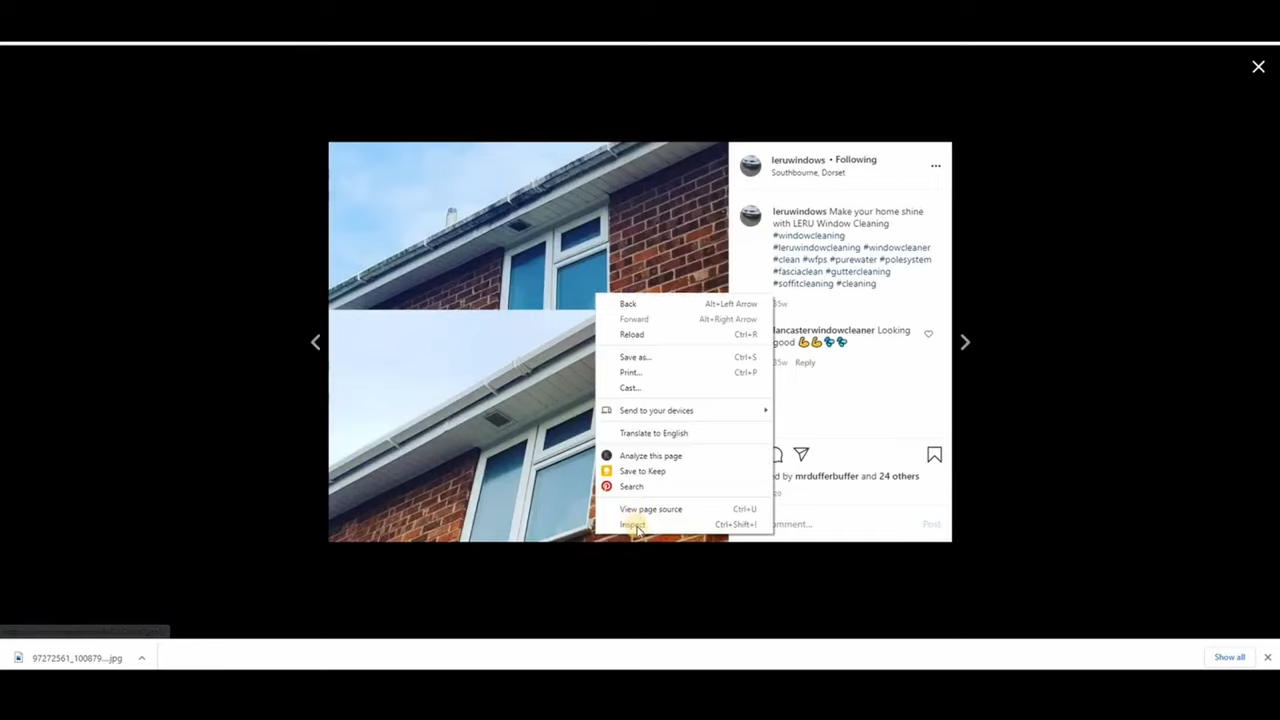 leruwindows • Following
Southbourne, Dorset
leruwindows Make your home shine
with LERU Window Cleaning
#windowcleaning
#leruwindowcleaning #windowcleaner
#clean #wfps #purewater #polesystem
#fasciaclean #guttercleaning
#soffitcleaning #cleaning
35w
lancasterwindowcleaner Looking
good 💪💪
35w Reply
Back Alt+Left Arrow
Forward Alt+Right Arrow
Reload Ctrl+R
Save as... Ctrl+S
Print... Ctrl+P
Cast...
Send to your devices
Translate to English
Analyze this page
Save to Keep
Search
View page source Ctrl+U
Inspect Ctrl+Shift+I
by mrdufferbuffer and 24 others
Post
97272561_100879....jpg
Show all